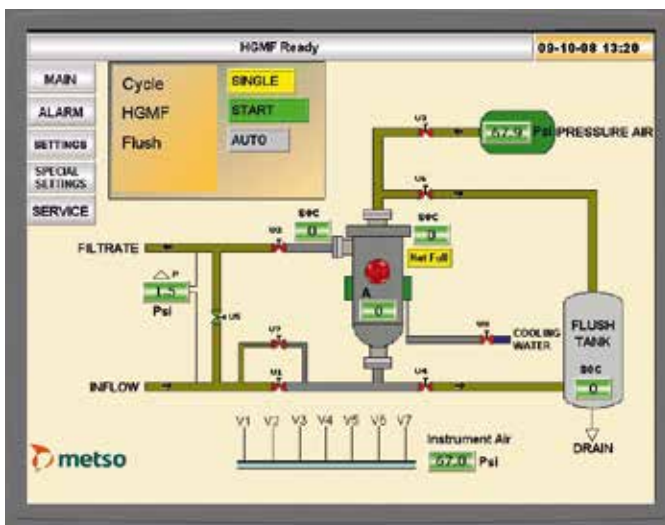 HGMF Ready
09-10-08 13:20
MAIN
ALARM
SETTINGS
SPECIAL
SETTINGS
SERVICE
Cycle SINGLE
HGMF START
Flush AUTO
67.9 Psi PRESSURE AIR
sec
0
sec
0
Not Full
FILTRATE
△P
1.5
Psi
A
0
COOLING
WATER
FLUSH
TANK
sec
0
INFLOW
DRAIN
V1 V2 V3 V4 V5 V6 V7
Instrument Air
67.0 Psi
metso